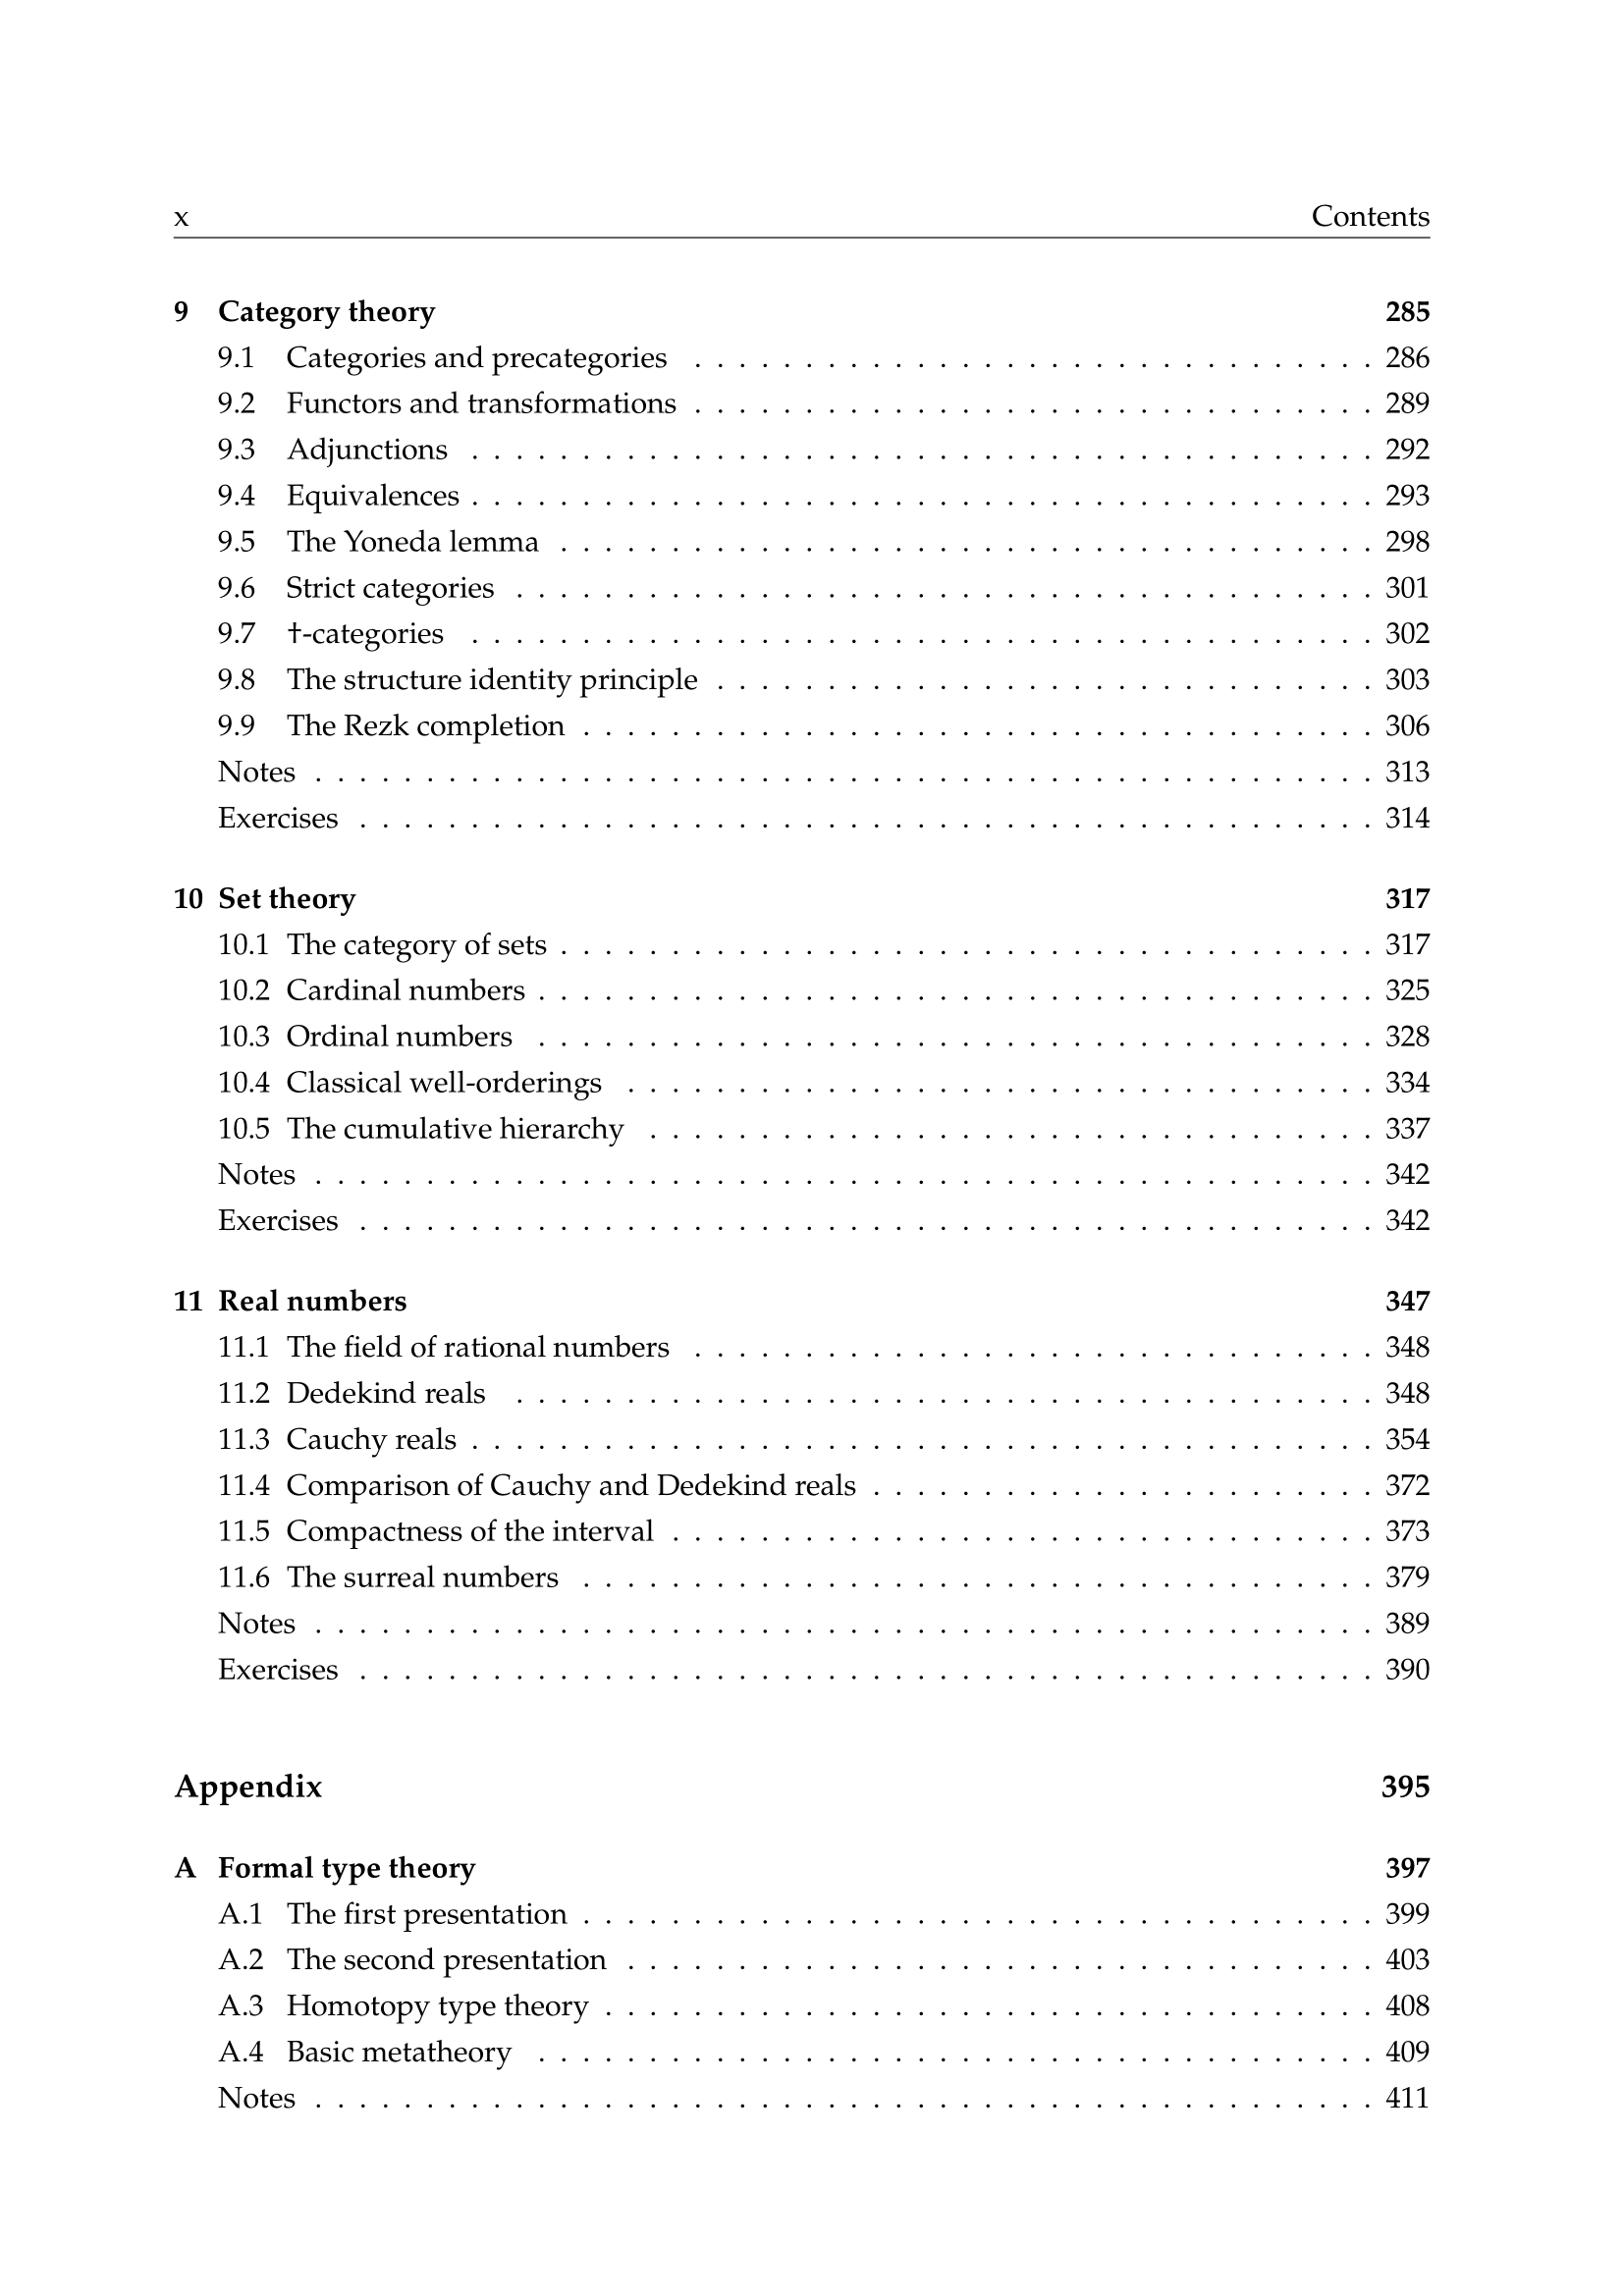 x Contents
9 Category theory 285
9.1 Categories and precategories . . . . . . . . . . . . . . . . . . . . . . . . . . . . . . . 286
9.2 Functors and transformations . . . . . . . . . . . . . . . . . . . . . . . . . . . . . . . 289
9.3 Adjunctions . . . . . . . . . . . . . . . . . . . . . . . . . . . . . . . . . . . . . . . . . 292
9.4 Equivalences . . . . . . . . . . . . . . . . . . . . . . . . . . . . . . . . . . . . . . . . . 293
9.5 The Yoneda lemma . . . . . . . . . . . . . . . . . . . . . . . . . . . . . . . . . . . . . 298
9.6 Strict categories . . . . . . . . . . . . . . . . . . . . . . . . . . . . . . . . . . . . . . . 301
9.7 †-categories . . . . . . . . . . . . . . . . . . . . . . . . . . . . . . . . . . . . . . . . . 302
9.8 The structure identity principle . . . . . . . . . . . . . . . . . . . . . . . . . . . . . . 303
9.9 The Rezk completion . . . . . . . . . . . . . . . . . . . . . . . . . . . . . . . . . . . . 306
Notes . . . . . . . . . . . . . . . . . . . . . . . . . . . . . . . . . . . . . . . . . . . . . . . . 313
Exercises . . . . . . . . . . . . . . . . . . . . . . . . . . . . . . . . . . . . . . . . . . . . . . 314
10 Set theory 317
10.1 The category of sets . . . . . . . . . . . . . . . . . . . . . . . . . . . . . . . . . . . . . 317
10.2 Cardinal numbers . . . . . . . . . . . . . . . . . . . . . . . . . . . . . . . . . . . . . . 325
10.3 Ordinal numbers . . . . . . . . . . . . . . . . . . . . . . . . . . . . . . . . . . . . . . 328
10.4 Classical well-orderings . . . . . . . . . . . . . . . . . . . . . . . . . . . . . . . . . . 334
10.5 The cumulative hierarchy . . . . . . . . . . . . . . . . . . . . . . . . . . . . . . . . . 337
Notes . . . . . . . . . . . . . . . . . . . . . . . . . . . . . . . . . . . . . . . . . . . . . . . . 342
Exercises . . . . . . . . . . . . . . . . . . . . . . . . . . . . . . . . . . . . . . . . . . . . . . 342
11 Real numbers 347
11.1 The field of rational numbers . . . . . . . . . . . . . . . . . . . . . . . . . . . . . . . 348
11.2 Dedekind reals . . . . . . . . . . . . . . . . . . . . . . . . . . . . . . . . . . . . . . . 348
11.3 Cauchy reals . . . . . . . . . . . . . . . . . . . . . . . . . . . . . . . . . . . . . . . . . 354
11.4 Comparison of Cauchy and Dedekind reals . . . . . . . . . . . . . . . . . . . . . . . 372
11.5 Compactness of the interval . . . . . . . . . . . . . . . . . . . . . . . . . . . . . . . . 373
11.6 The surreal numbers . . . . . . . . . . . . . . . . . . . . . . . . . . . . . . . . . . . . 379
Notes . . . . . . . . . . . . . . . . . . . . . . . . . . . . . . . . . . . . . . . . . . . . . . . . 389
Exercises . . . . . . . . . . . . . . . . . . . . . . . . . . . . . . . . . . . . . . . . . . . . . . 390
Appendix 395
A Formal type theory 397
A.1 The first presentation . . . . . . . . . . . . . . . . . . . . . . . . . . . . . . . . . . . . 399
A.2 The second presentation . . . . . . . . . . . . . . . . . . . . . . . . . . . . . . . . . . 403
A.3 Homotopy type theory . . . . . . . . . . . . . . . . . . . . . . . . . . . . . . . . . . . 408
A.4 Basic metatheory . . . . . . . . . . . . . . . . . . . . . . . . . . . . . . . . . . . . . . 409
Notes . . . . . . . . . . . . . . . . . . . . . . . . . . . . . . . . . . . . . . . . . . . . . . . . 411